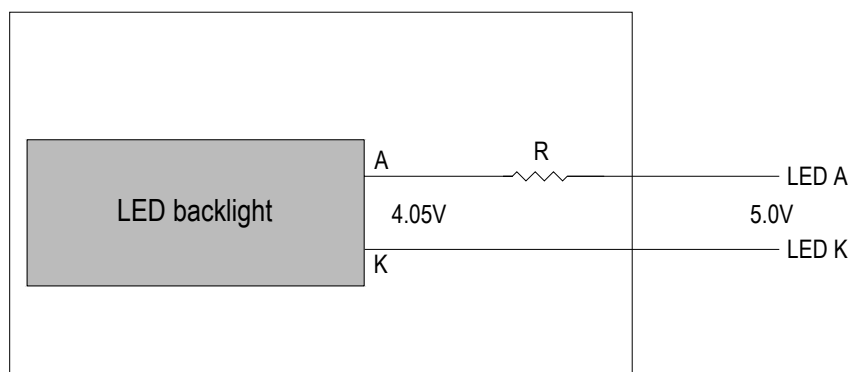 R
A
LED A
LED backlight
4.05V
5.0V
LED K
K